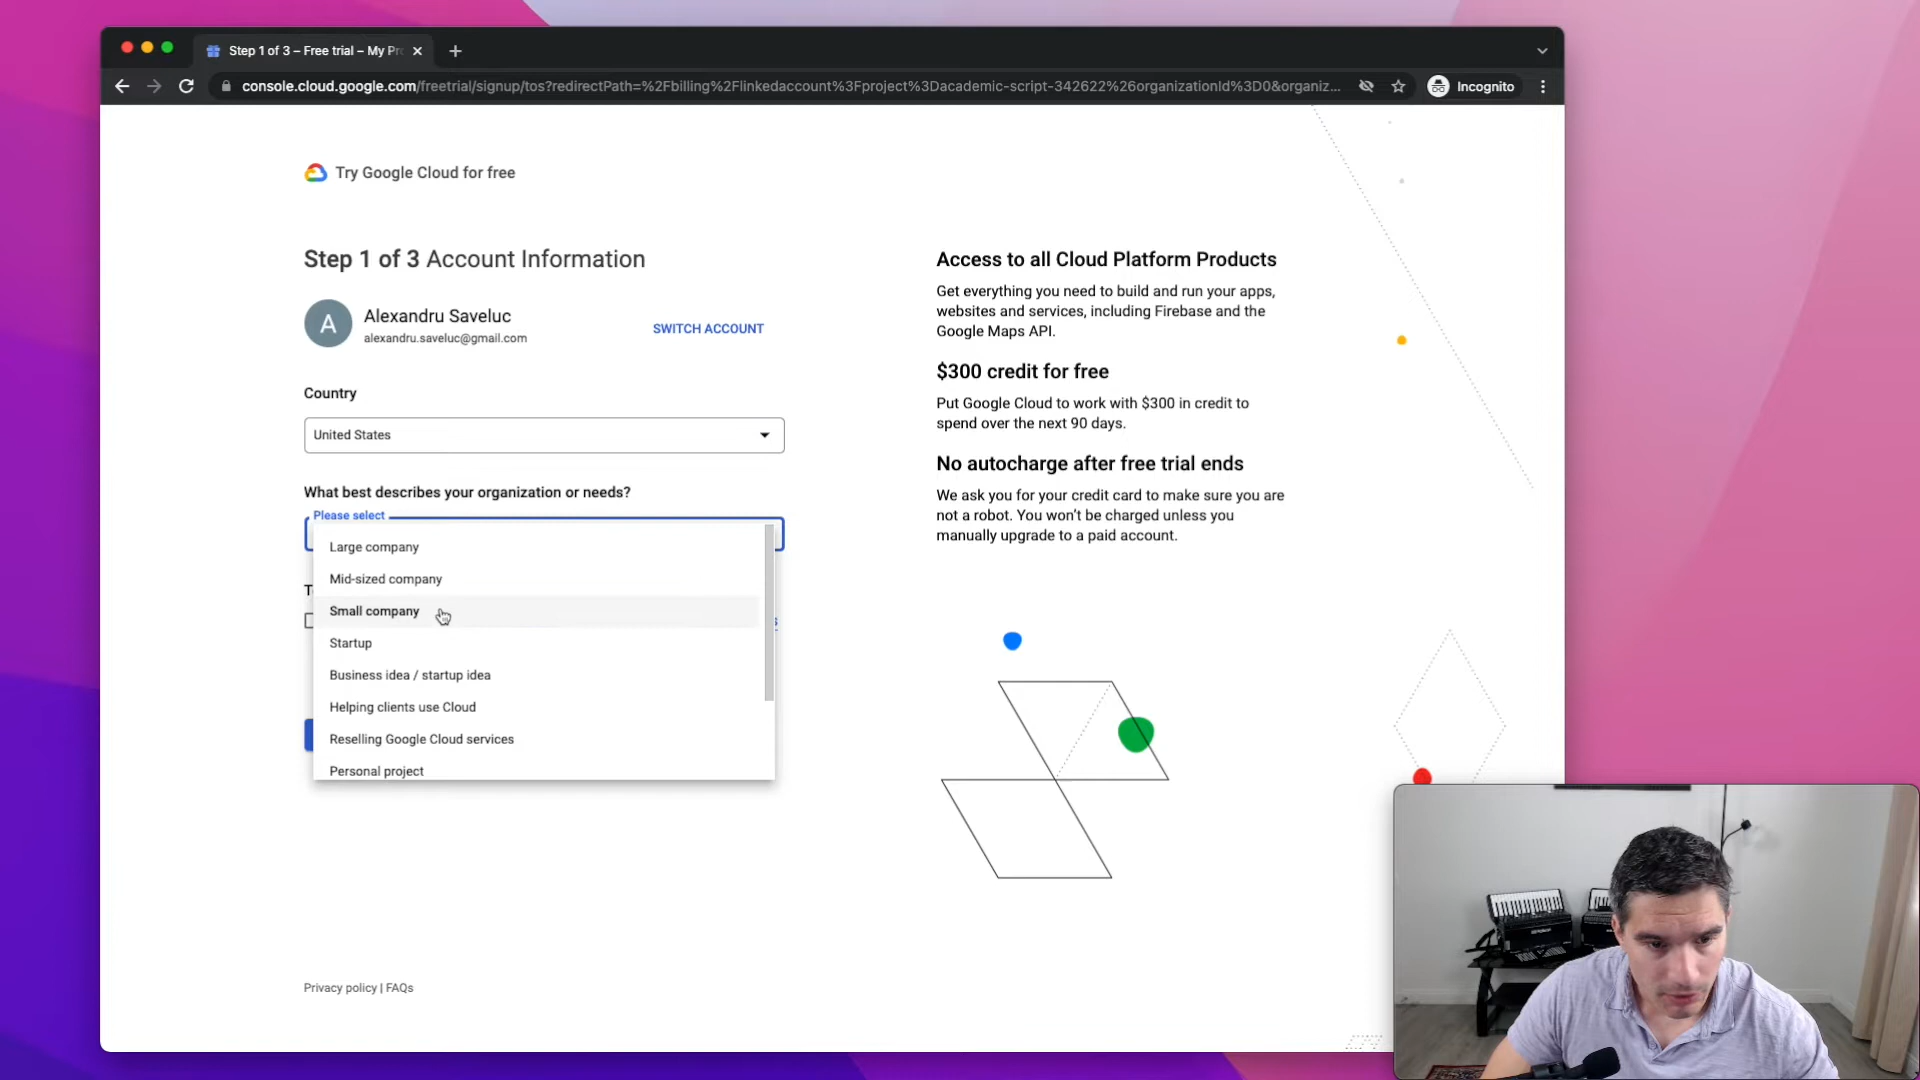 Step 1 of 3 – Free trial – My Pr
console.cloud.google.com/freetrial/signup/tos?redirectPath=%2Fbilling%2Flinkedaccount%3Fproject%3Dacademic-script-342622%26organizationId%3D0&organiz...
Incognito
Try Google Cloud for free
Step 1 of 3 Account Information
A
Alexandru Saveluc
alexandru.saveluc@gmail.com
SWITCH ACCOUNT
Country
United States
What best describes your organization or needs?
Please select
Large company
Mid-sized company
Small company
Startup
Business idea / startup idea
Helping clients use Cloud
Reselling Google Cloud services
Personal project
Privacy policy | FAQs
Access to all Cloud Platform Products
Get everything you need to build and run your apps,
websites and services, including Firebase and the
Google Maps API.
$300 credit for free
Put Google Cloud to work with $300 in credit to
spend over the next 90 days.
No autocharge after free trial ends
We ask you for your credit card to make sure you are
not a robot. You won't be charged unless you
manually upgrade to a paid account.